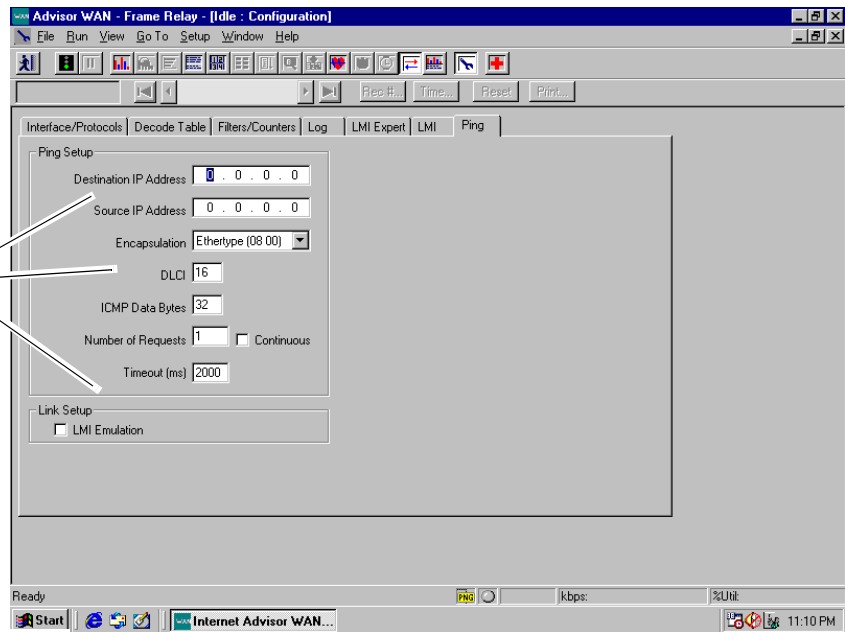 Advisor WAN - Frame Relay - [Idle : Configuration]
File Run View Go To Setup Window Help
Rec #... Time... Reset Print...
Interface/Protocols Decode Table Filters/Counters Log LMI Expert LMI Ping
Ping Setup
Destination IP Address 0 . 0 . 0 . 0
Source IP Address 0 . 0 . 0 . 0
Encapsulation Ethertype (08 00)
DLCI 16
ICMP Data Bytes 32
Number of Requests 1 Continuous
Timeout (ms) 2000
Link Setup
LMI Emulation
Ready PNG kbps: %Util:
Start WAN Internet Advisor WAN... 11:10 PM